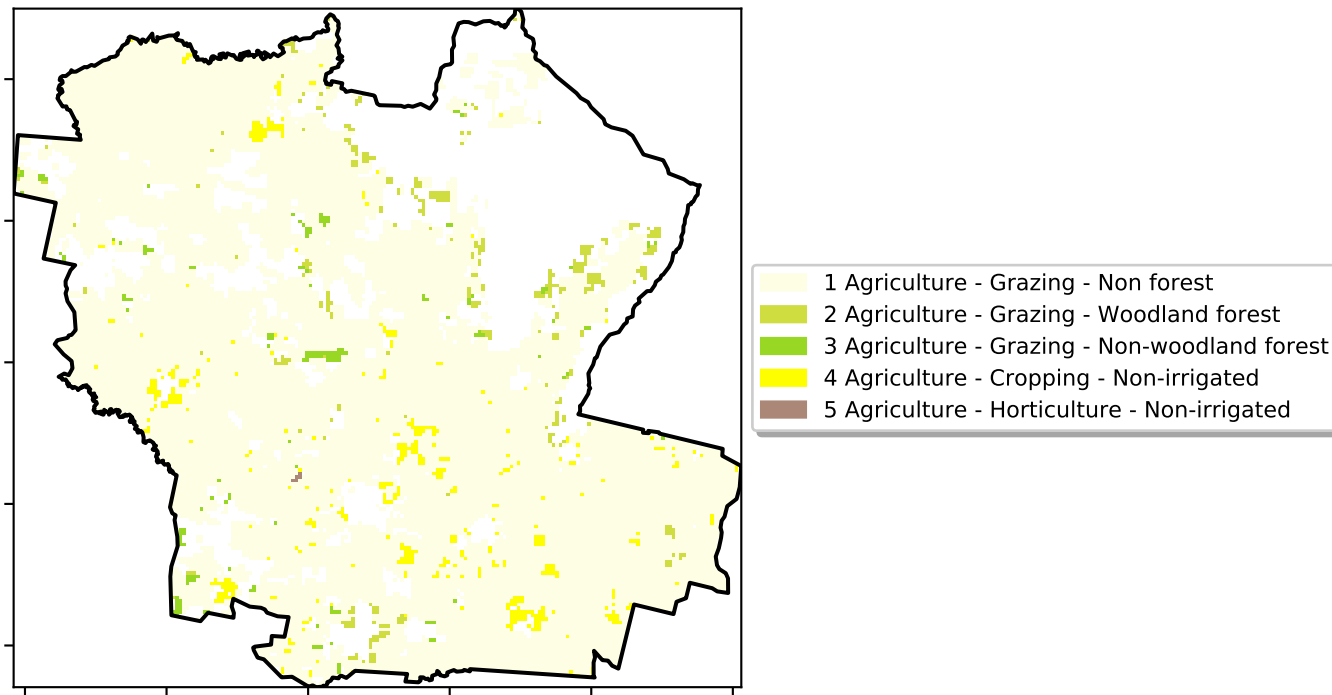 1 Agriculture - Grazing - Non forest
2 Agriculture - Grazing - Woodland forest
3 Agriculture - Grazing - Non-woodland forest
4 Agriculture - Cropping - Non-irrigated
5 Agriculture - Horticulture - Non-irrigated